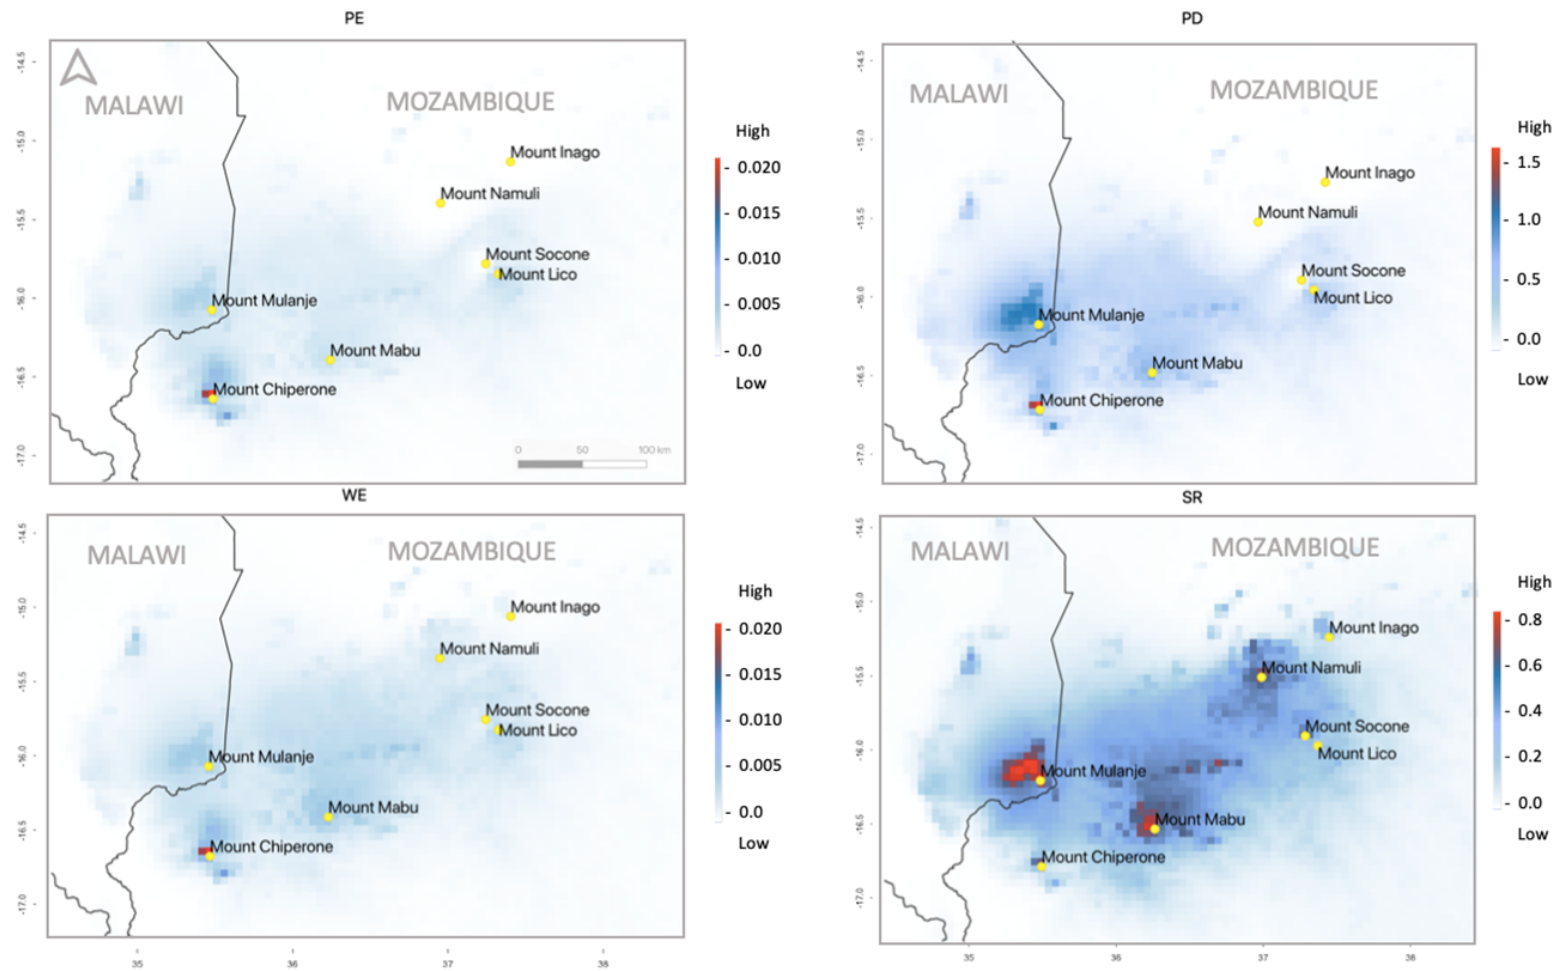 PE
MALAWI
MOZAMBIQUE
Mount Inago
Mount Namuli
Mount Socone
Mount Lico
Mount Mulanje
Mount Mabu
Mount Chiperone
0 50 100 km
-14.5
-15.0
-15.5
-16.0
-16.5
-17.0
High
0.020
0.015
0.010
0.005
0.0
Low
PD
MALAWI
MOZAMBIQUE
Mount Inago
Mount Namuli
Mount Socone
Mount Lico
Mount Mulanje
Mount Mabu
Mount Chiperone
-14.5
-15.0
-15.5
-16.0
-16.5
-17.0
High
1.5
1.0
0.5
0.0
Low
WE
MALAWI
MOZAMBIQUE
Mount Inago
Mount Namuli
Mount Socone
Mount Lico
Mount Mulanje
Mount Mabu
Mount Chiperone
-14.5
-15.0
-15.5
-16.0
-16.5
-17.0
35 36 37 38
High
0.020
0.015
0.010
0.005
0.0
Low
SR
MALAWI
MOZAMBIQUE
Mount Inago
Mount Namuli
Mount Socone
Mount Lico
Mount Mulanje
Mount Mabu
Mount Chiperone
-14.5
-15.0
-15.5
-16.0
-16.5
-17.0
35 36 37 38
High
0.8
0.6
0.4
0.2
0.0
Low